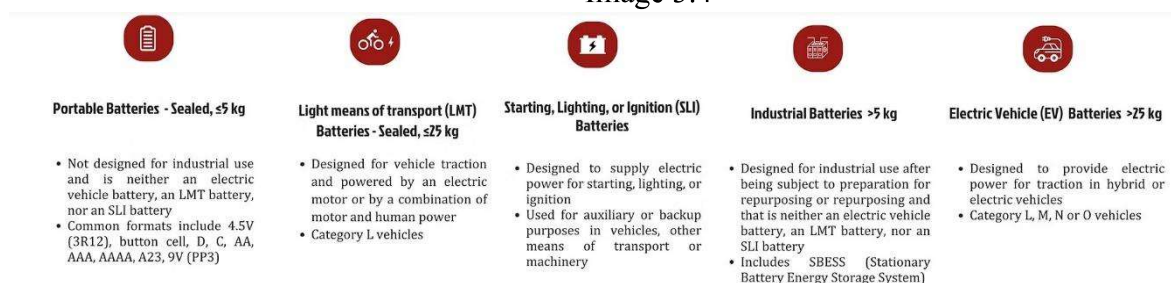 Image
Portable Batteries - Sealed, ≤5 kg
• Not designed for industrial use
and is neither an electric
vehicle battery, an LMT battery,
nor an SLI battery
• Common formats include 4.5V
(3R12), button cell, D, C, AA,
AAA, AAAA, A23, 9V (PP3)
Light means of transport (LMT)
Batteries - Sealed, ≤25 kg
• Designed for vehicle traction
and powered by an electric
motor or by a combination of
motor and human power
• Category L vehicles
Starting, Lighting, or Ignition (SLI)
Batteries
• Designed to supply electric
power for starting, lighting, or
ignition
• Used for auxiliary or backup
purposes in vehicles, other
means of transport or
machinery
Industrial Batteries >5 kg
• Designed for industrial use after
being subject to preparation for
repurposing or repurposing and
that is neither an electric vehicle
battery, an LMT battery, nor an
SLI battery
• Includes SBESS (Stationary
Battery Energy Storage System)
Electric Vehicle (EV) Batteries >25 kg
• Designed to provide electric
power for traction in hybrid or
electric vehicles
• Category L, M, N or O vehicles